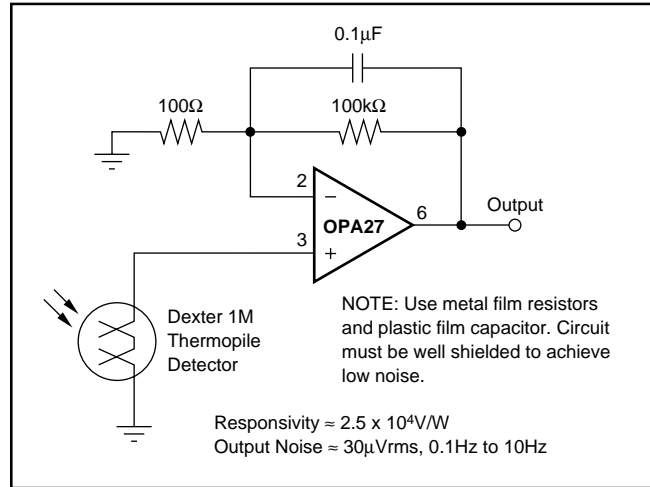 0.1µF
100Ω
100kΩ
2
−
6
Output
OPA27
3
+
Dexter 1M
Thermopile
Detector
NOTE: Use metal film resistors
and plastic film capacitor. Circuit
must be well shielded to achieve
low noise.
Responsivity ≈ 2.5 x 10⁴V/W
Output Noise ≈ 30µVrms, 0.1Hz to 10Hz